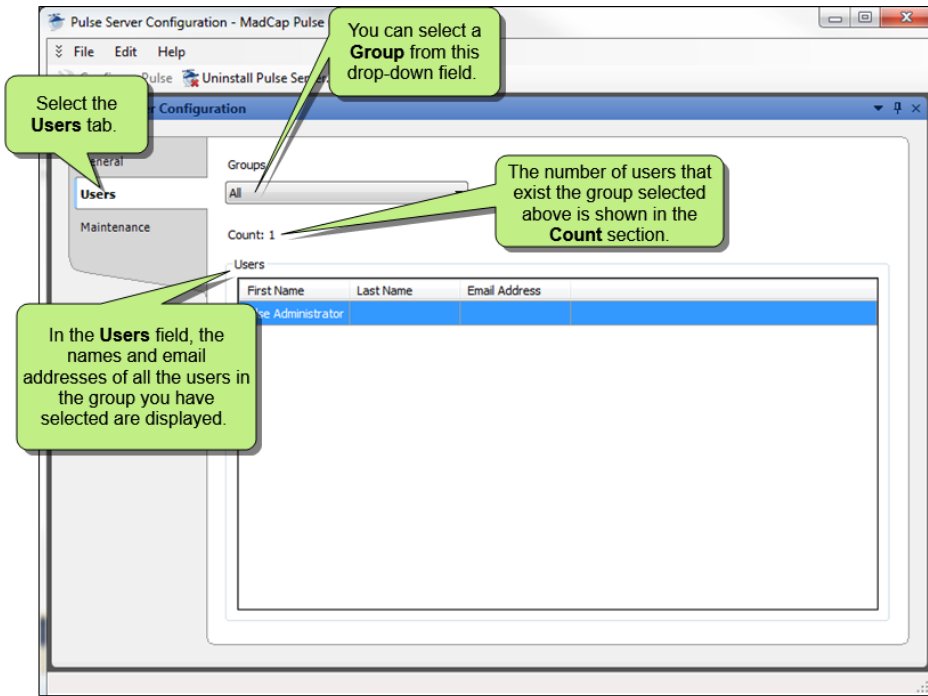 Pulse Server Configuration - MadCap Pulse
You can select a
Group from this
drop-down field.
File Edit Help
Pulse Uninstall Pulse Server
Select the
Users tab.
Configuration
General
Users
Maintenance
Groups
All
The number of users that
exist the group selected
above is shown in the
Count section.
Count: 1
Users
First Name Last Name Email Address
Administrator
In the Users field, the
names and email
addresses of all the users in
the group you have
selected are displayed.